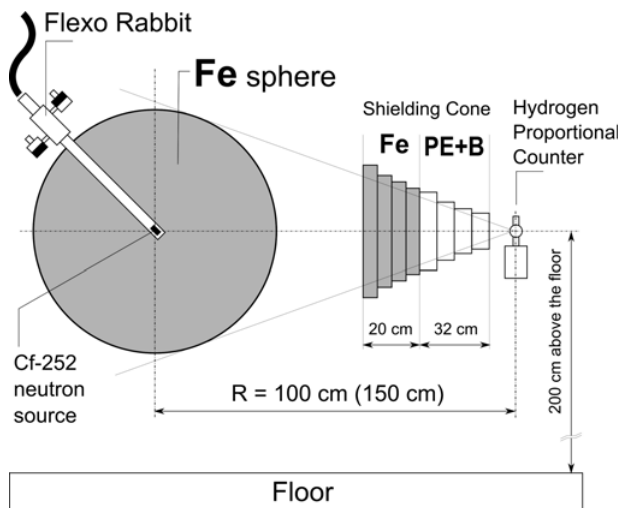 Flexo Rabbit
Fe sphere
Shielding Cone
Fe PE+B
Hydrogen
Proportional
Counter
20 cm
32 cm
Cf-252
neutron
source
R = 100 cm (150 cm)
200 cm above the floor
Floor